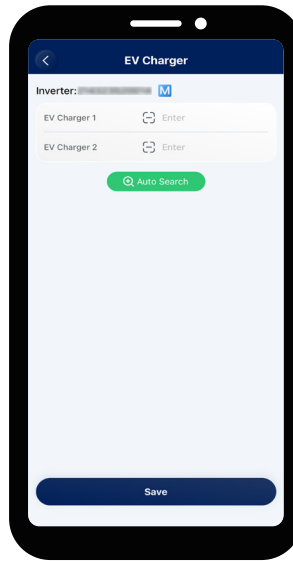 EV Charger
Inverter: M
EV Charger 1 Enter
EV Charger 2 Enter
Auto Search
Save